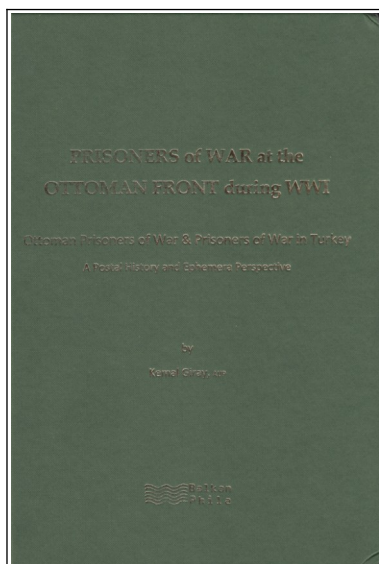 PRISONERS of WAR at the
OTTOMAN FRONT during WWI
Ottoman Prisoners of War & Prisoners of War in Turkey
A Postal History and Ephemera Perspective
by
Kemal Giray,